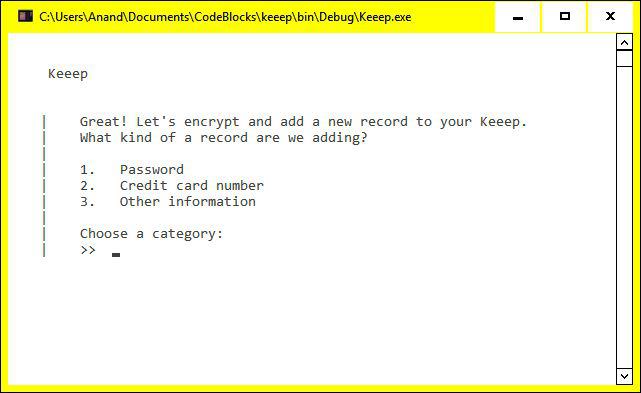 C:\Users\Anand\Documents\CodeBlocks\keeep\bin\Debug\Keeep.exe
Keeep
Great! Let's encrypt and add a new record to your Keeep.
What kind of a record are we adding?
1. Password
2. Credit card number
3. Other information
Choose a category:
>> _